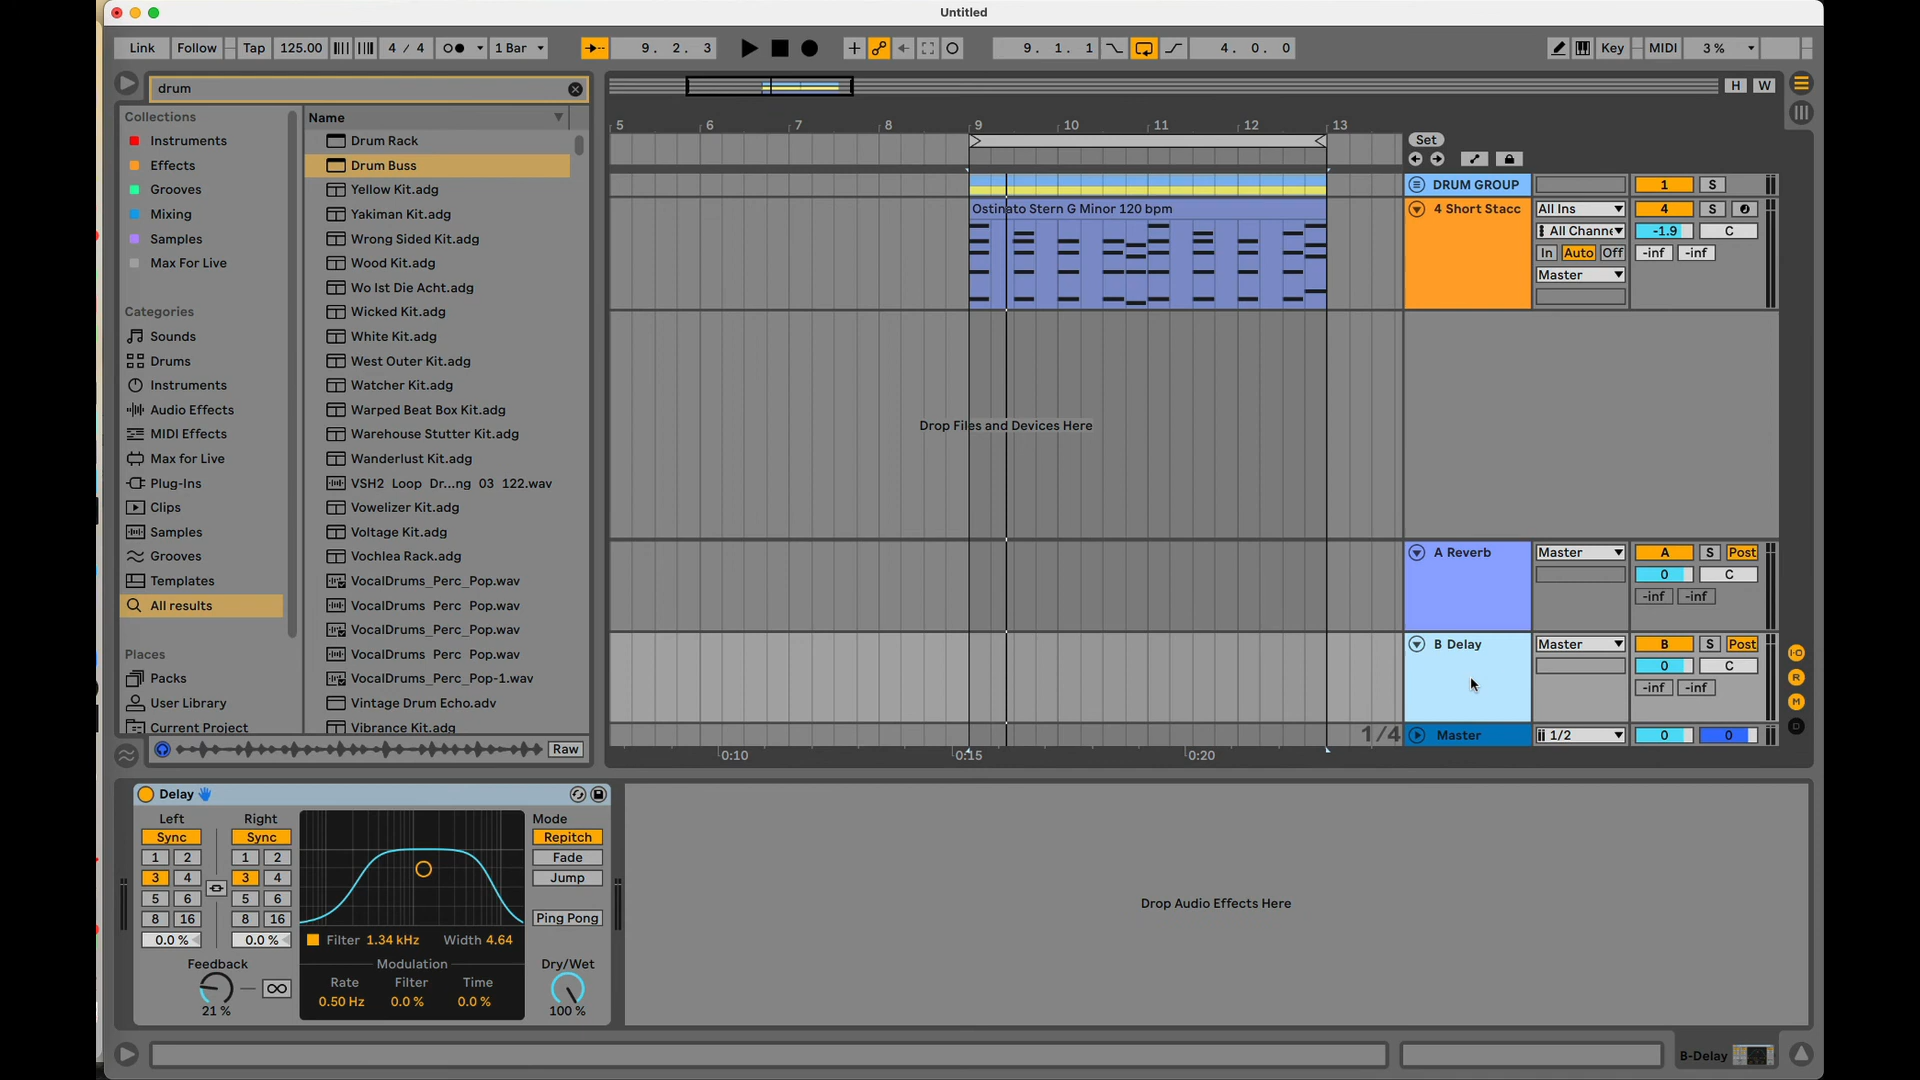 Untitled
Link Follow Tap 125.00 4 / 4 1 Bar 9. 2. 3 9. 1. 1 4. 0. 0 Key MIDI 3 %
drum
H W
Collections
Instruments
Effects
Grooves
Mixing
Samples
Max For Live
Categories
Sounds
Drums
Instruments
Audio Effects
MIDI Effects
Max for Live
Plug-Ins
Clips
Samples
Grooves
Templates
All results
Places
Packs
User Library
Current Project
Name
Drum Rack
Drum Buss
Yellow Kit.adg
Yakiman Kit.adg
Wrong Sided Kit.adg
Wood Kit.adg
Wo Ist Die Acht.adg
Wicked Kit.adg
White Kit.adg
West Outer Kit.adg
Watcher Kit.adg
Warped Beat Box Kit.adg
Warehouse Stutter Kit.adg
Wanderlust Kit.adg
VSH2_Loop_Dr...ng_03_122.wav
Vowelizer Kit.adg
Voltage Kit.adg
Vochlea Rack.adg
VocalDrums_Perc_Pop.wav
VocalDrums_Perc_Pop.wav
VocalDrums_Perc_Pop.wav
VocalDrums_Perc_Pop.wav
VocalDrums_Perc_Pop-1.wav
Vintage Drum Echo.adv
Vibrance Kit.adg
Raw
5 6 7 8 9 10 11 12 13
Set
DRUM GROUP 1 S
Ostinato Stern G Minor 120 bpm
4 Short Stacc All Ins 4 S
All Channe -1.9 C
In Auto Off -inf -inf
Master
Drop Files and Devices Here
A Reverb Master A S Post
0 C
-inf -inf
B Delay Master B S Post
0 C
-inf -inf
I·O
R
M
D
1/4 Master 1/2 0 0
0:10 0:15 0:20
Delay
Left Right
Sync Sync
1 2 1 2
3 4 3 4
5 6 5 6
8 16 8 16
0.0 % 0.0 %
Feedback
21 %
Filter 1.34 kHz Width 4.64
Modulation
Rate Filter Time
0.50 Hz 0.0 % 0.0 %
Mode
Repitch
Fade
Jump
Ping Pong
Dry/Wet
100 %
Drop Audio Effects Here
B-Delay